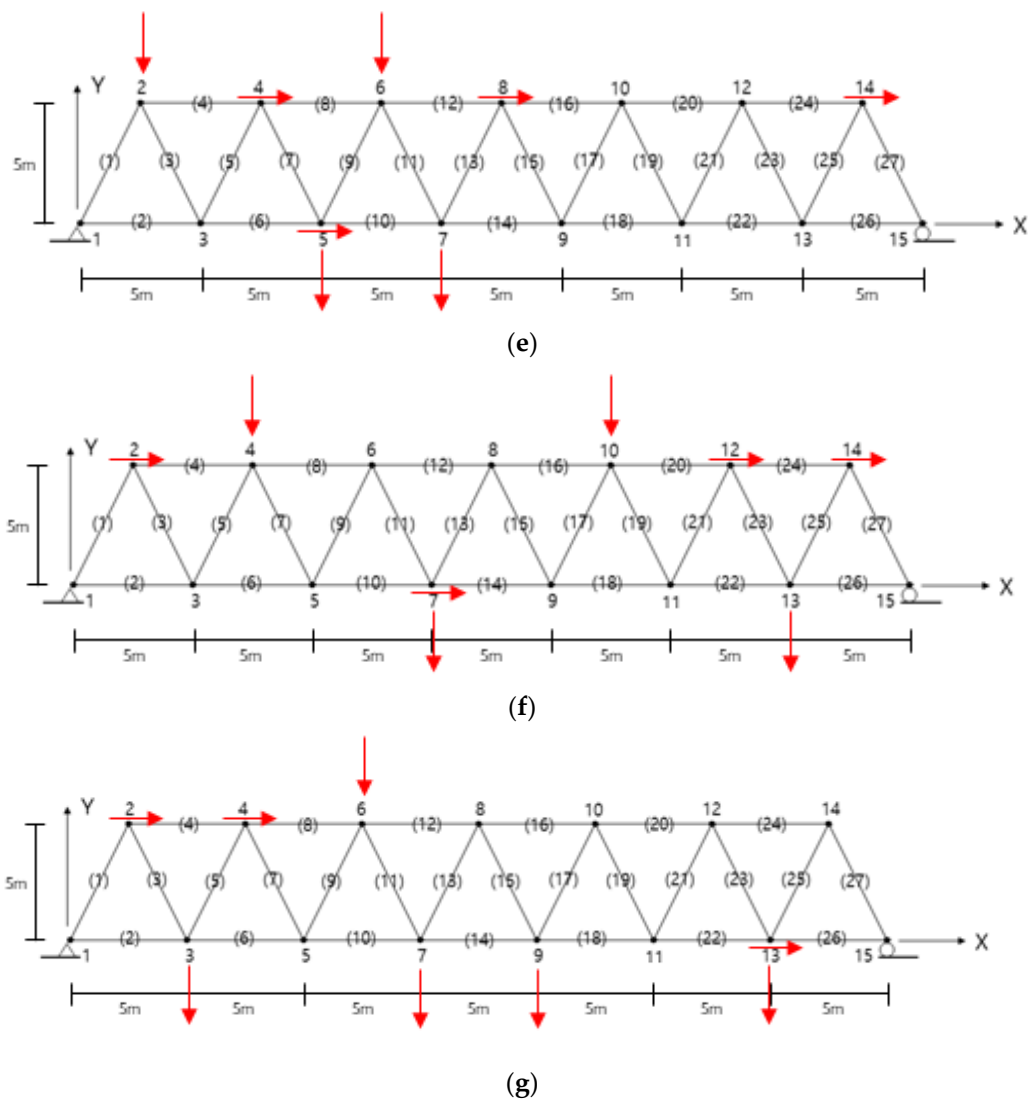 Y 2 4 6 8 10 12 14
(4) (8) (12) (16) (20) (24)
5m (1) (3) (5) (7) (9) (11) (13) (15) (17) (19) (21) (23) (25) (27)
(2) (6) (10) (14) (18) (22) (26) X
1 3 5 7 9 11 13 15
5m 5m 5m 5m 5m 5m 5m
(e)
Y 2 4 6 8 10 12 14
(4) (8) (12) (16) (20) (24)
5m (1) (3) (5) (7) (9) (11) (13) (15) (17) (19) (21) (23) (25) (27)
(2) (6) (10) (14) (18) (22) (26) X
1 3 5 7 9 11 13 15
5m 5m 5m 5m 5m 5m 5m
(f)
Y 2 4 6 8 10 12 14
(4) (8) (12) (16) (20) (24)
5m (1) (3) (5) (7) (9) (11) (13) (15) (17) (19) (21) (23) (25) (27)
(2) (6) (10) (14) (18) (22) (26) X
1 3 5 7 9 11 13 15
5m 5m 5m 5m 5m 5m 5m
(g)